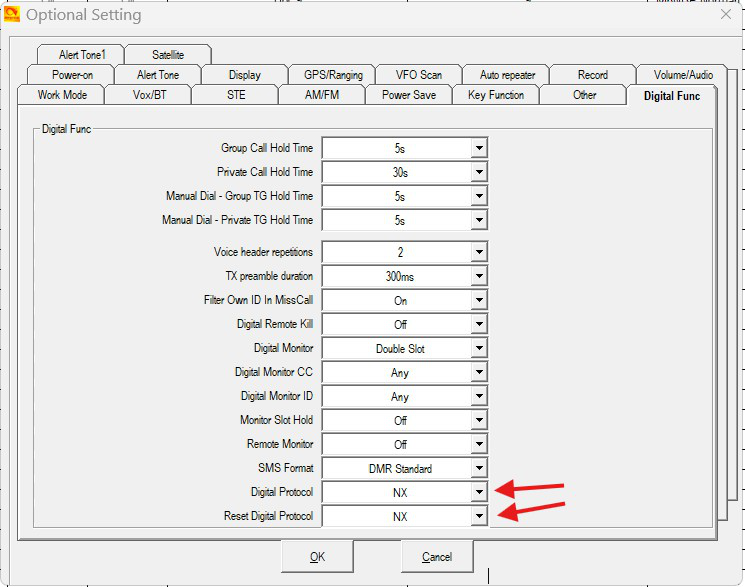 Optional Setting
Alert Tone1 Satellite
Power-on Alert Tone Display GPS/Ranging VFO Scan Auto repeater Record Volume/Audio
Work Mode Vox/BT STE AM/FM Power Save Key Function Other Digital Func
Digital Func
Group Call Hold Time 5s
Private Call Hold Time 30s
Manual Dial - Group TG Hold Time 5s
Manual Dial - Private TG Hold Time 5s
Voice header repetitions 2
TX preamble duration 300ms
Filter Own ID In MissCall On
Digital Remote Kill Off
Digital Monitor Double Slot
Digital Monitor CC Any
Digital Monitor ID Any
Monitor Slot Hold Off
Remote Monitor Off
SMS Format DMR Standard
Digital Protocol NX
Reset Digital Protocol NX
OK Cancel